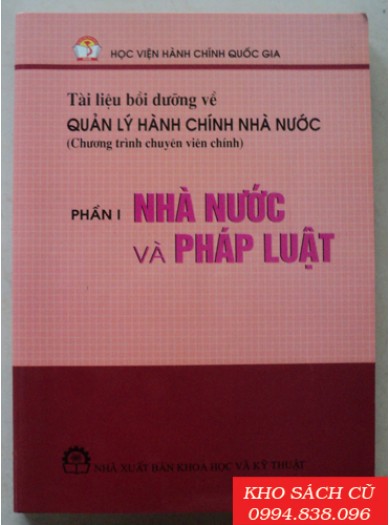 HỌC VIỆN HÀNH CHÍNH QUỐC GIA
Tài liệu bồi dưỡng về
QUẢN LÝ HÀNH CHÍNH NHÀ NƯỚC
(Chương trình chuyên viên chính)
PHẦN I NHÀ NƯỚC
VÀ PHÁP LUẬT
NHÀ XUẤT BẢN KHOA HỌC VÀ KỸ THUẬT
KHO SÁCH CŨ
0994.838.096